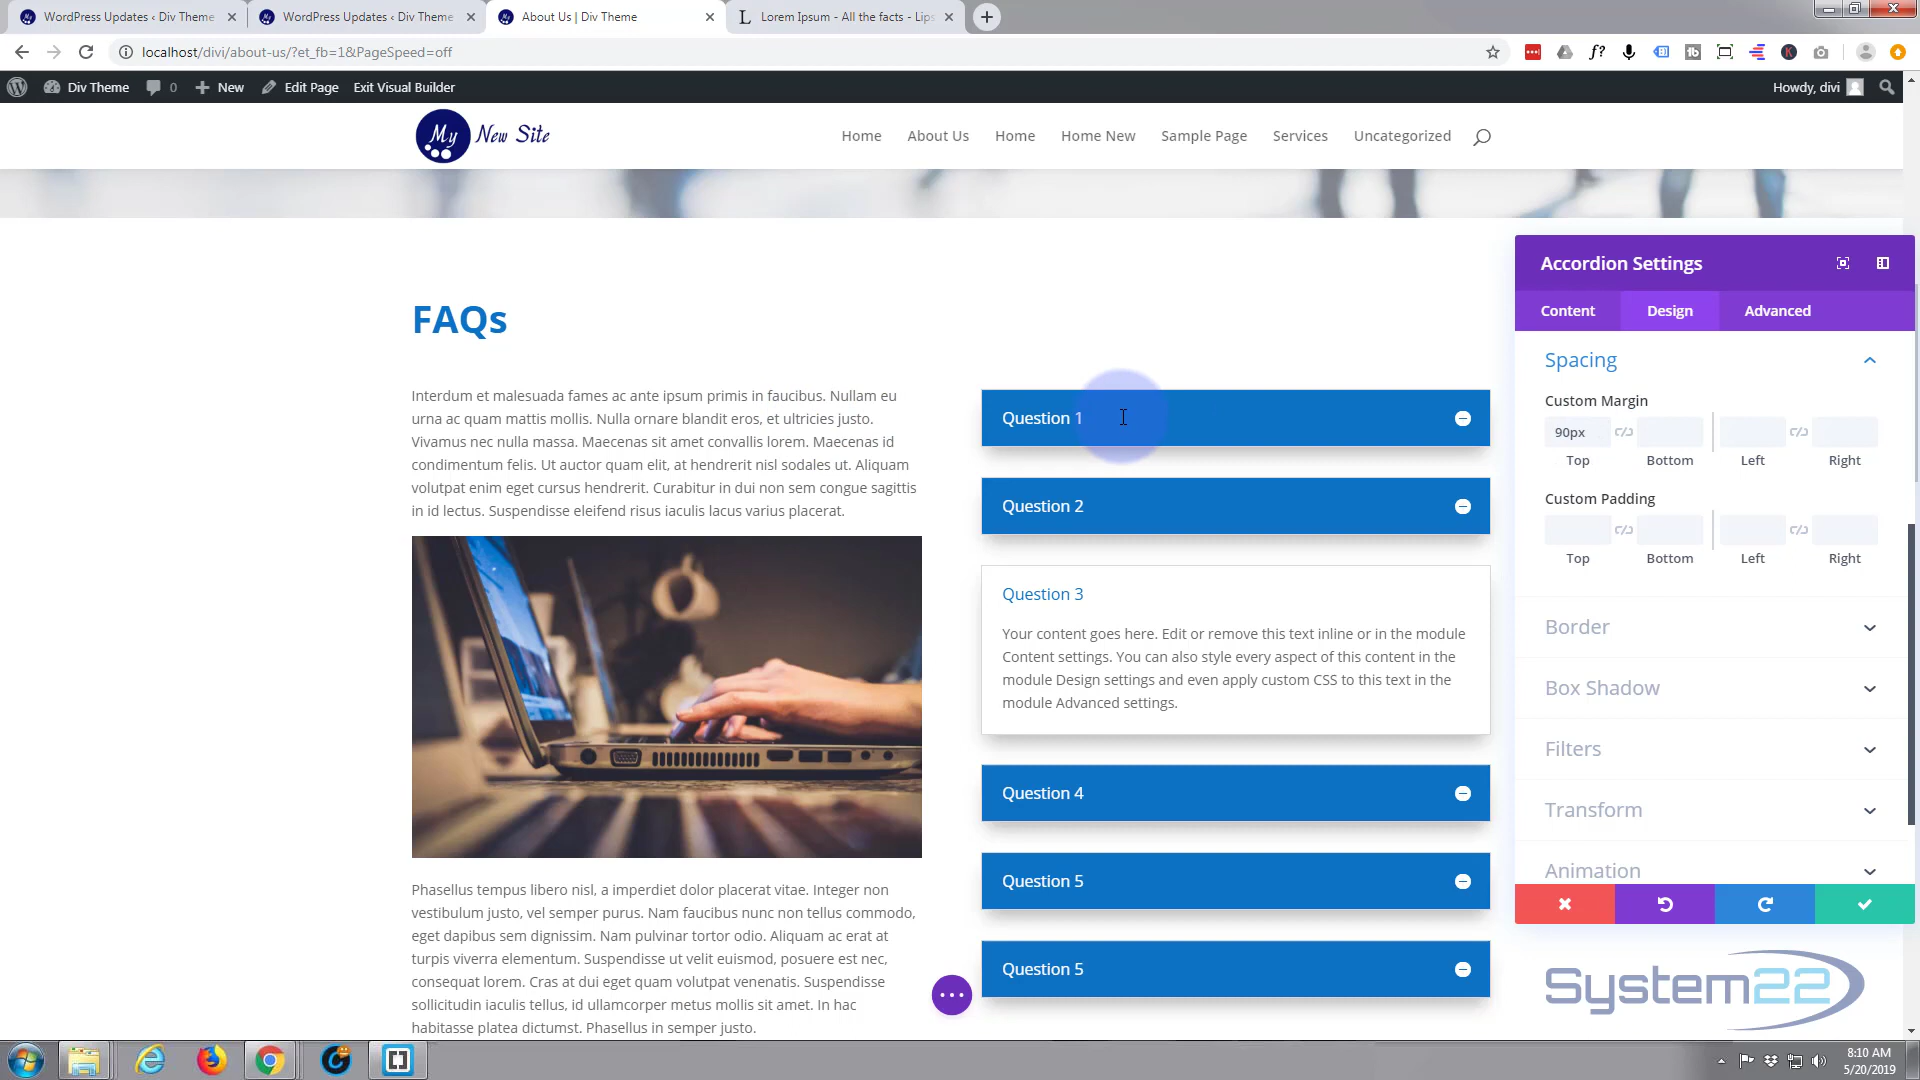 WordPress Updates ‹ Div Theme
WordPress Updates ‹ Div Theme
About Us | Div Theme
Lorem Ipsum - All the facts - Lips
localhost/divi/about-us/?et_fb=1&PageSpeed=off
Div Theme
0
New
Edit Page
Exit Visual Builder
Howdy, divi
My New Site
Home
About Us
Home
Home New
Sample Page
Services
Uncategorized
FAQs
Interdum et malesuada fames ac ante ipsum primis in faucibus. Nullam eu
urna ac quam mattis mollis. Nulla ornare blandit eros, et ultricies justo.
Vivamus nec nulla massa. Maecenas sit amet convallis lorem. Maecenas id
condimentum felis. Ut auctor quam elit, at hendrerit nisl sodales ut. Aliquam
volutpat enim eget cursus hendrerit. Curabitur in dui non sem congue sagittis
in id lectus. Suspendisse eleifend risus iaculis lacus varius placerat.
Phasellus tempus libero nisl, a imperdiet dolor placerat vitae. Integer non
vestibulum justo, vel semper purus. Nam faucibus nunc non tellus commodo,
eget dapibus sem dignissim. Nam pulvinar tortor odio. Aliquam ac erat at
turpis viverra elementum. Suspendisse ut velit euismod, posuere est nec,
consequat lorem. Cras at dui eget quam volutpat venenatis. Suspendisse
sollicitudin iaculis tellus, id ullamcorper metus mollis sit amet. In hac
habitasse platea dictumst. Phasellus in semper justo.
Question 1
Question 2
Question 3
Your content goes here. Edit or remove this text inline or in the module
Content settings. You can also style every aspect of this content in the
module Design settings and even apply custom CSS to this text in the
module Advanced settings.
Question 4
Question 5
Question 5
Accordion Settings
Content
Design
Advanced
Spacing
Custom Margin
90px
Top
Bottom
Left
Right
Custom Padding
Top
Bottom
Left
Right
Border
Box Shadow
Filters
Transform
Animation
System22
8:10 AM
5/20/2019